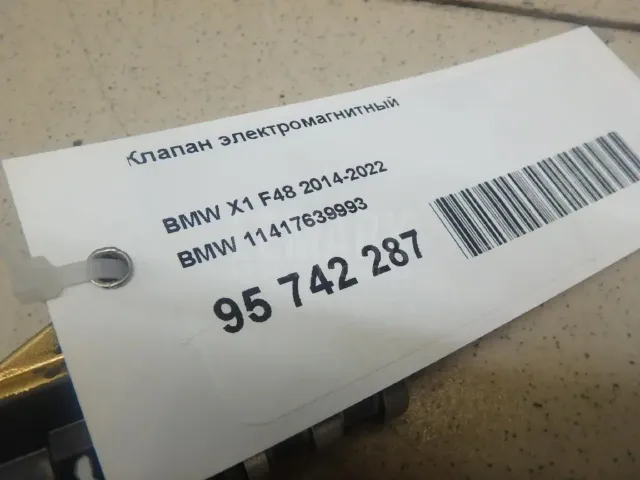 Клапан электромагнитный
BMW X1 F48 2014-2022
BMW 11417639993
95 742 287